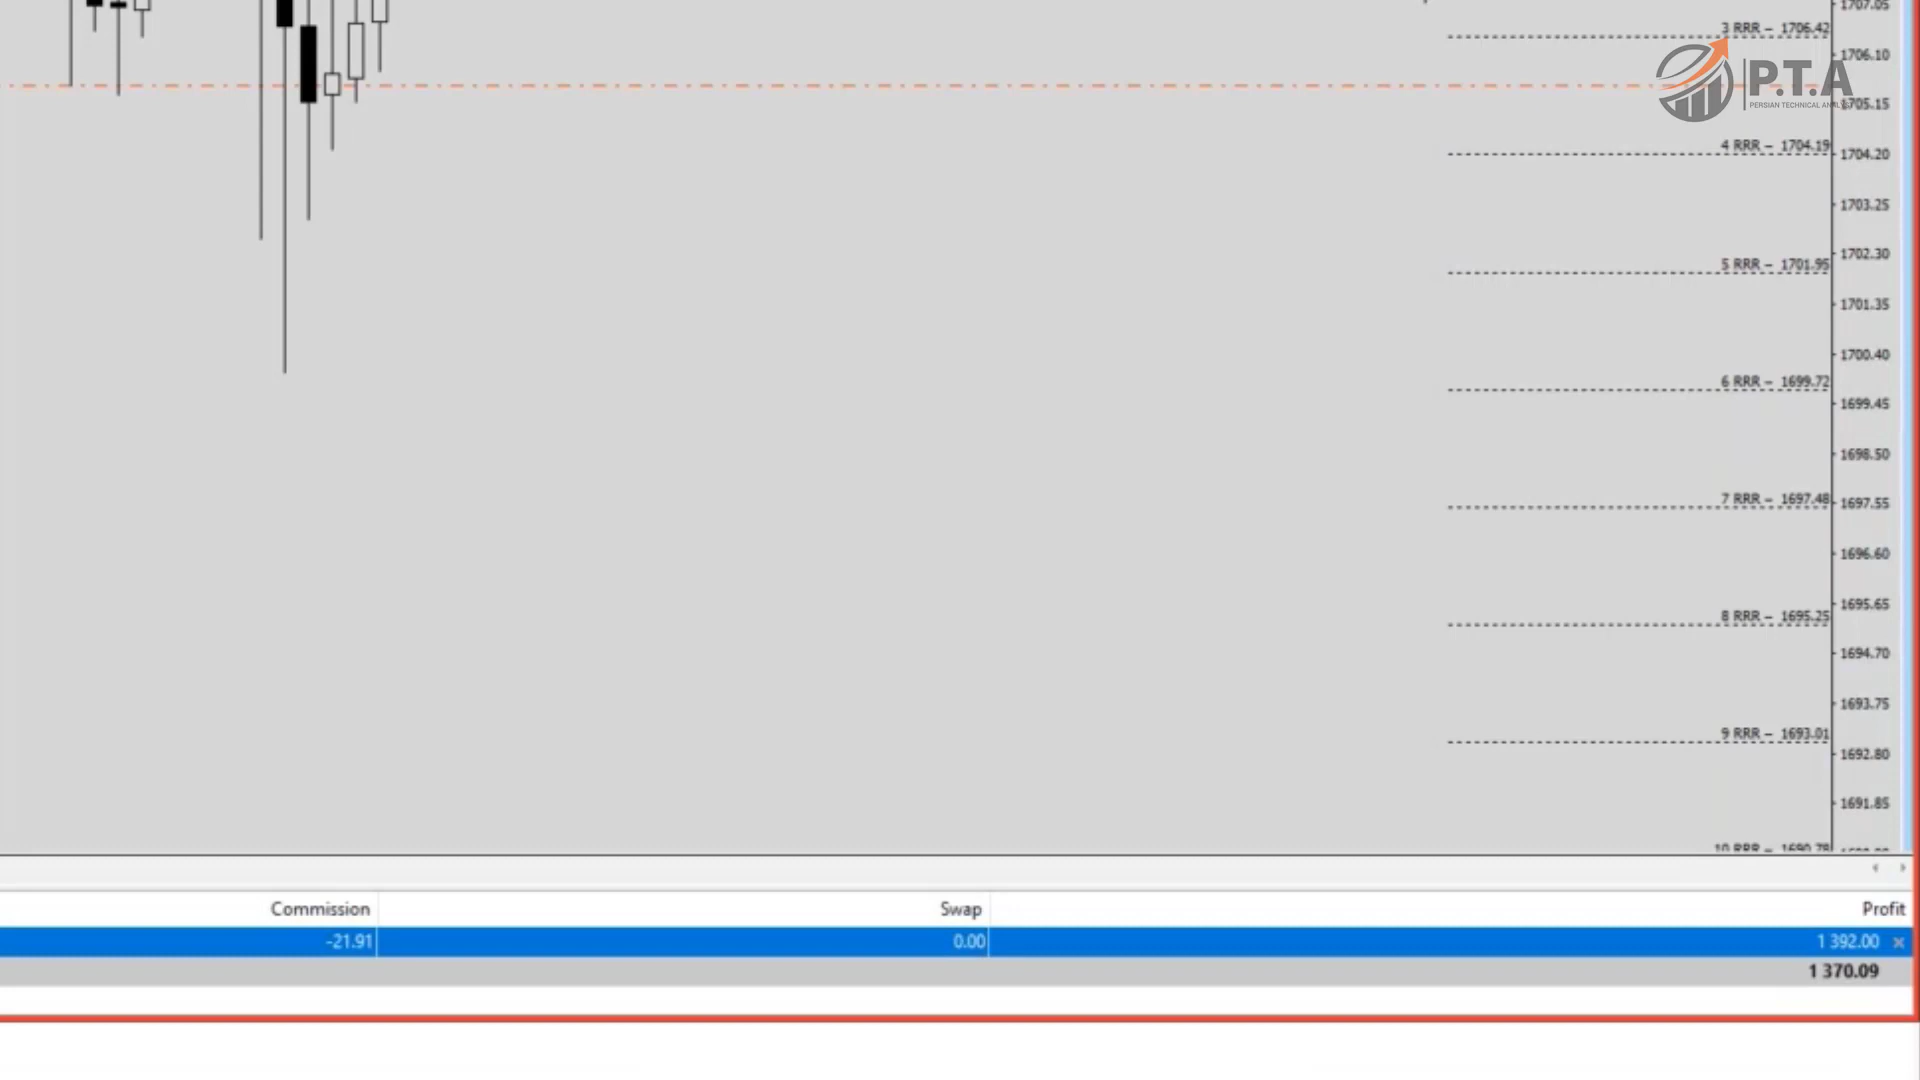 1707.05
3 RRR – 1706.42
1706.10
P.T.A
PERSIAN TECHNICAL
1705.15
4 RRR – 1704.19
1704.20
1703.25
1702.30
5 RRR – 1701.95
1701.35
1700.40
6 RRR – 1699.72
1699.45
1698.50
7 RRR – 1697.48
1697.55
1696.60
1695.65
8 RRR – 1695.25
1694.70
1693.75
9 RRR – 1693.01
1692.80
1691.85
10 RRR – 1690.78
Commission Swap Profit
-21.91 0.00 1 392.00
1 370.09